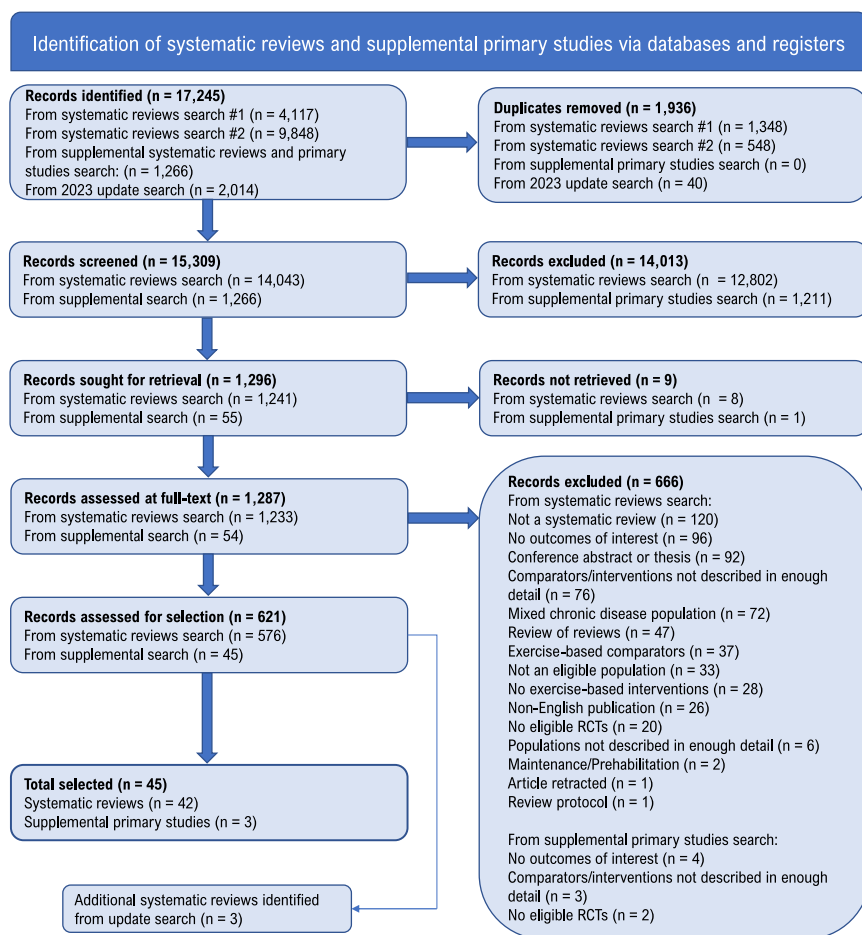 Identification of systematic reviews and supplemental primary studies via databases and registers
Records identified (n = 17,245)
From systematic reviews search #1 (n = 4,117)
From systematic reviews search #2 (n = 9,848)
From supplemental systematic reviews and primary
studies search: (n = 1,266)
From 2023 update search (n = 2,014)
Duplicates removed (n = 1,936)
From systematic reviews search #1 (n = 1,348)
From systematic reviews search #2 (n = 548)
From supplemental primary studies search (n = 0)
From 2023 update search (n = 40)
Records screened (n = 15,309)
From systematic reviews search (n = 14,043)
From supplemental search (n = 1,266)
Records excluded (n = 14,013)
From systematic reviews search (n = 12,802)
From supplemental primary studies search (n = 1,211)
Records sought for retrieval (n = 1,296)
From systematic reviews search (n = 1,241)
From supplemental search (n = 55)
Records not retrieved (n = 9)
From systematic reviews search (n = 8)
From supplemental primary studies search (n = 1)
Records assessed at full-text (n = 1,287)
From systematic reviews search (n = 1,233)
From supplemental search (n = 54)
Records excluded (n = 666)
From systematic reviews search:
Not a systematic review (n = 120)
No outcomes of interest (n = 96)
Conference abstract or thesis (n = 92)
Comparators/interventions not described in enough
detail (n = 76)
Mixed chronic disease population (n = 72)
Review of reviews (n = 47)
Exercise-based comparators (n = 37)
Not an eligible population (n = 33)
No exercise-based interventions (n = 28)
Non-English publication (n = 26)
No eligible RCTs (n = 20)
Populations not described in enough detail (n = 6)
Maintenance/Prehabilitation (n = 2)
Article retracted (n = 1)
Review protocol (n = 1)
From supplemental primary studies search:
No outcomes of interest (n = 4)
Comparators/interventions not described in enough
detail (n = 3)
No eligible RCTs (n = 2)
Records assessed for selection (n = 621)
From systematic reviews search (n = 576)
From supplemental search (n = 45)
Total selected (n = 45)
Systematic reviews (n = 42)
Supplemental primary studies (n = 3)
Additional systematic reviews identified
from update search (n = 3)